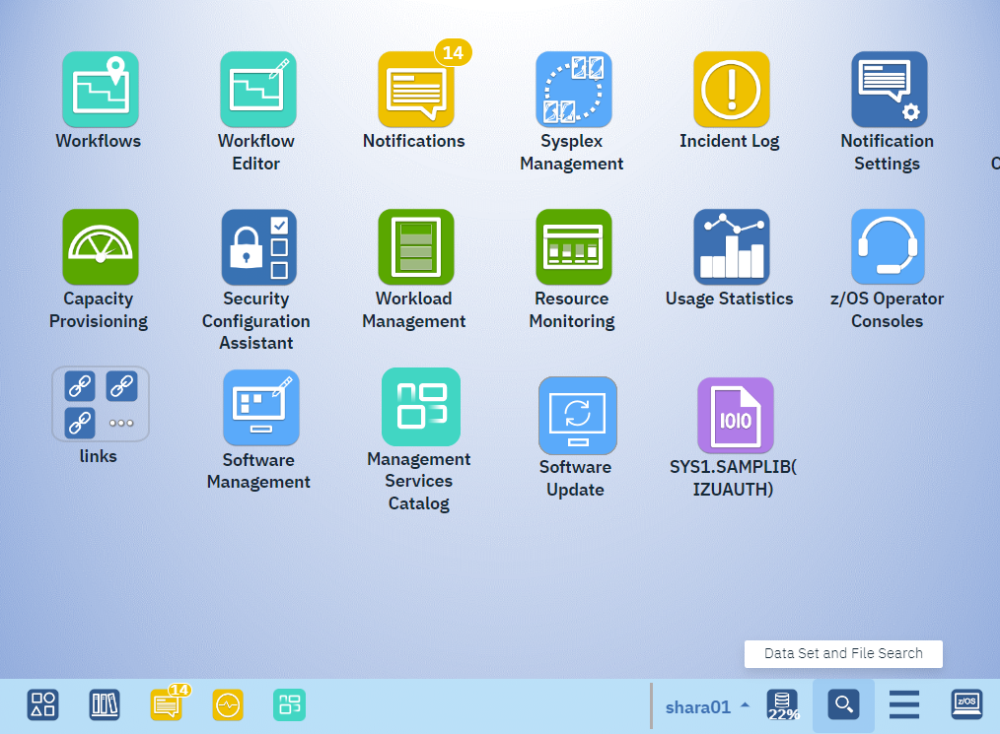 14
Workflows
Workflow
Editor
Notifications
Sysplex
Management
Incident Log
Notification
Settings
Capacity
Provisioning
Security
Configuration
Assistant
Workload
Management
Resource
Monitoring
Usage Statistics
z/OS Operator
Consoles
links
Software
Management
Management
Services
Catalog
Software
Update
IOIO
SYS1.SAMPLIB(
IZUAUTH)
Data Set and File Search
14
shara01
22%
z/OS